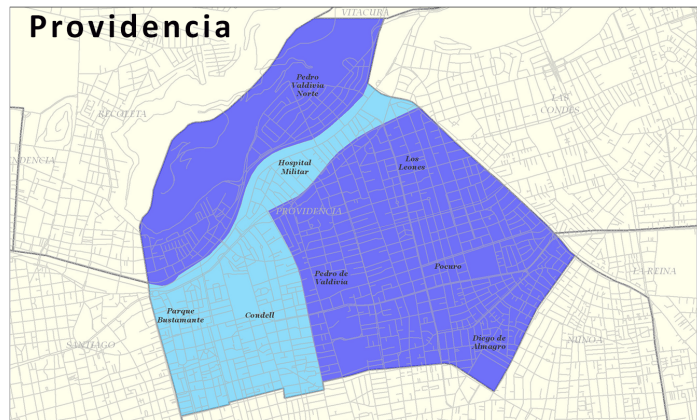 Providencia
VITACURA
Pedro
Valdivia
Norte
RECOLETA
LAS
CONDES
NDENCIA
Hospital
Militar
Los
Leones
PROVIDENCIA
Pedro de
Valdivia
Pocuro
LA REINA
Parque
Bustamante
Condell
SANTIAGO
Diego de
Almagro
ÑUÑOA